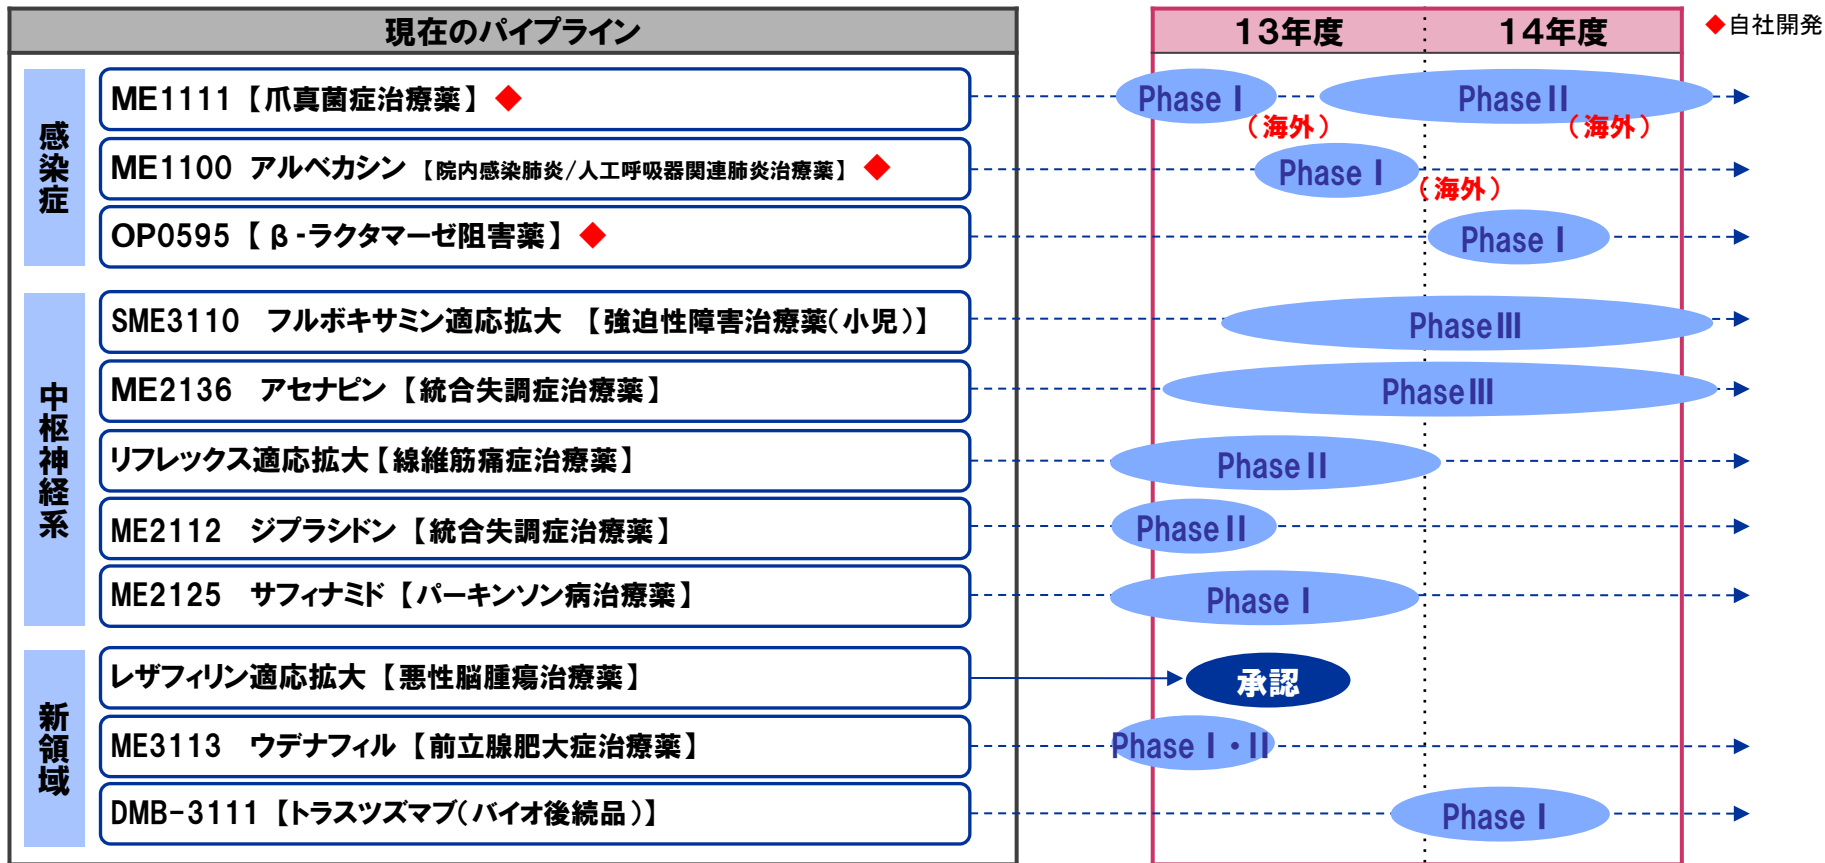 現在のパイプライン
13年度
14年度
◆自社開発
感染症
ME1111 【爪真菌症治療薬】 ◆
Phase Ⅰ
(海外)
Phase Ⅱ
(海外)
ME1100 アルベカシン 【院内感染肺炎/人工呼吸器関連肺炎治療薬】 ◆
Phase Ⅰ
(海外)
OP0595 【 β-ラクタマーゼ阻害薬】 ◆
Phase Ⅰ
中枢神経系
SME3110 フルボキサミン適応拡大 【強迫性障害治療薬(小児)】
Phase Ⅲ
ME2136 アセナピン 【統合失調症治療薬】
Phase Ⅲ
リフレックス適応拡大【線維筋痛症治療薬】
Phase Ⅱ
ME2112 ジプラシドン 【統合失調症治療薬】
Phase Ⅱ
ME2125 サフィナミド 【パーキンソン病治療薬】
Phase Ⅰ
新領域
レザフィリン適応拡大 【悪性脳腫瘍治療薬】
承認
ME3113 ウデナフィル 【前立腺肥大症治療薬】
Phase Ⅰ・Ⅱ
DMB-3111 【トラスツズマブ(バイオ後続品)】
Phase Ⅰ